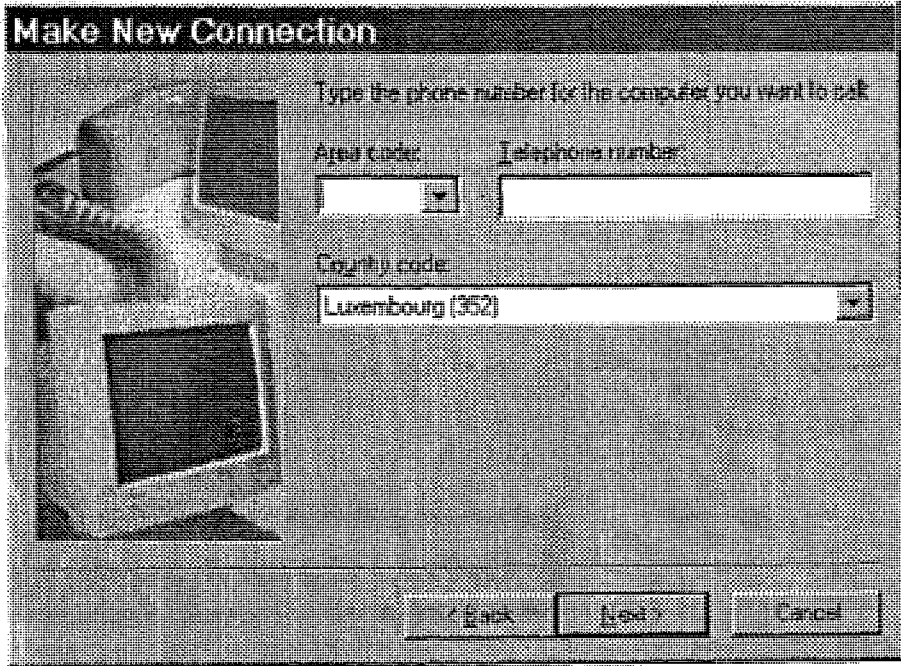 Make New Connection
Type the phone number for the computer you want to call:
Area code:
Telephone number:
Country code:
Luxembourg (352)
< Back
Next >
Cancel